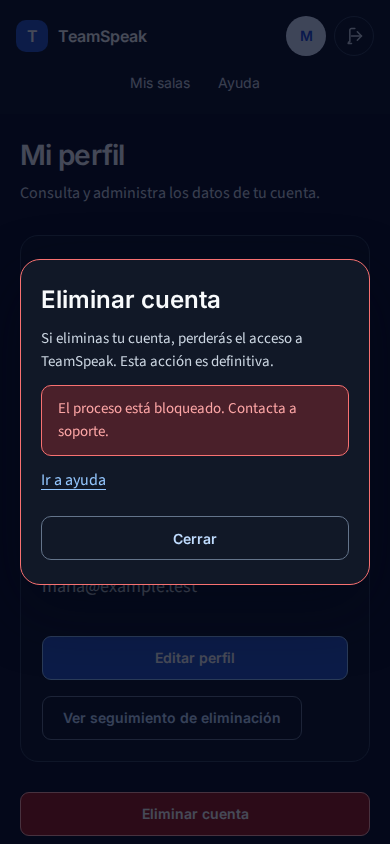 T TeamSpeak M
Mis salas Ayuda
Mi perfil
Consulta y administra los datos de tu cuenta.
Eliminar cuenta
Si eliminas tu cuenta, perderás el acceso a
TeamSpeak. Esta acción es definitiva.
El proceso está bloqueado. Contacta a
soporte.
Ir a ayuda
Cerrar
maria@example.test
Editar perfil
Ver seguimiento de eliminación
Eliminar cuenta